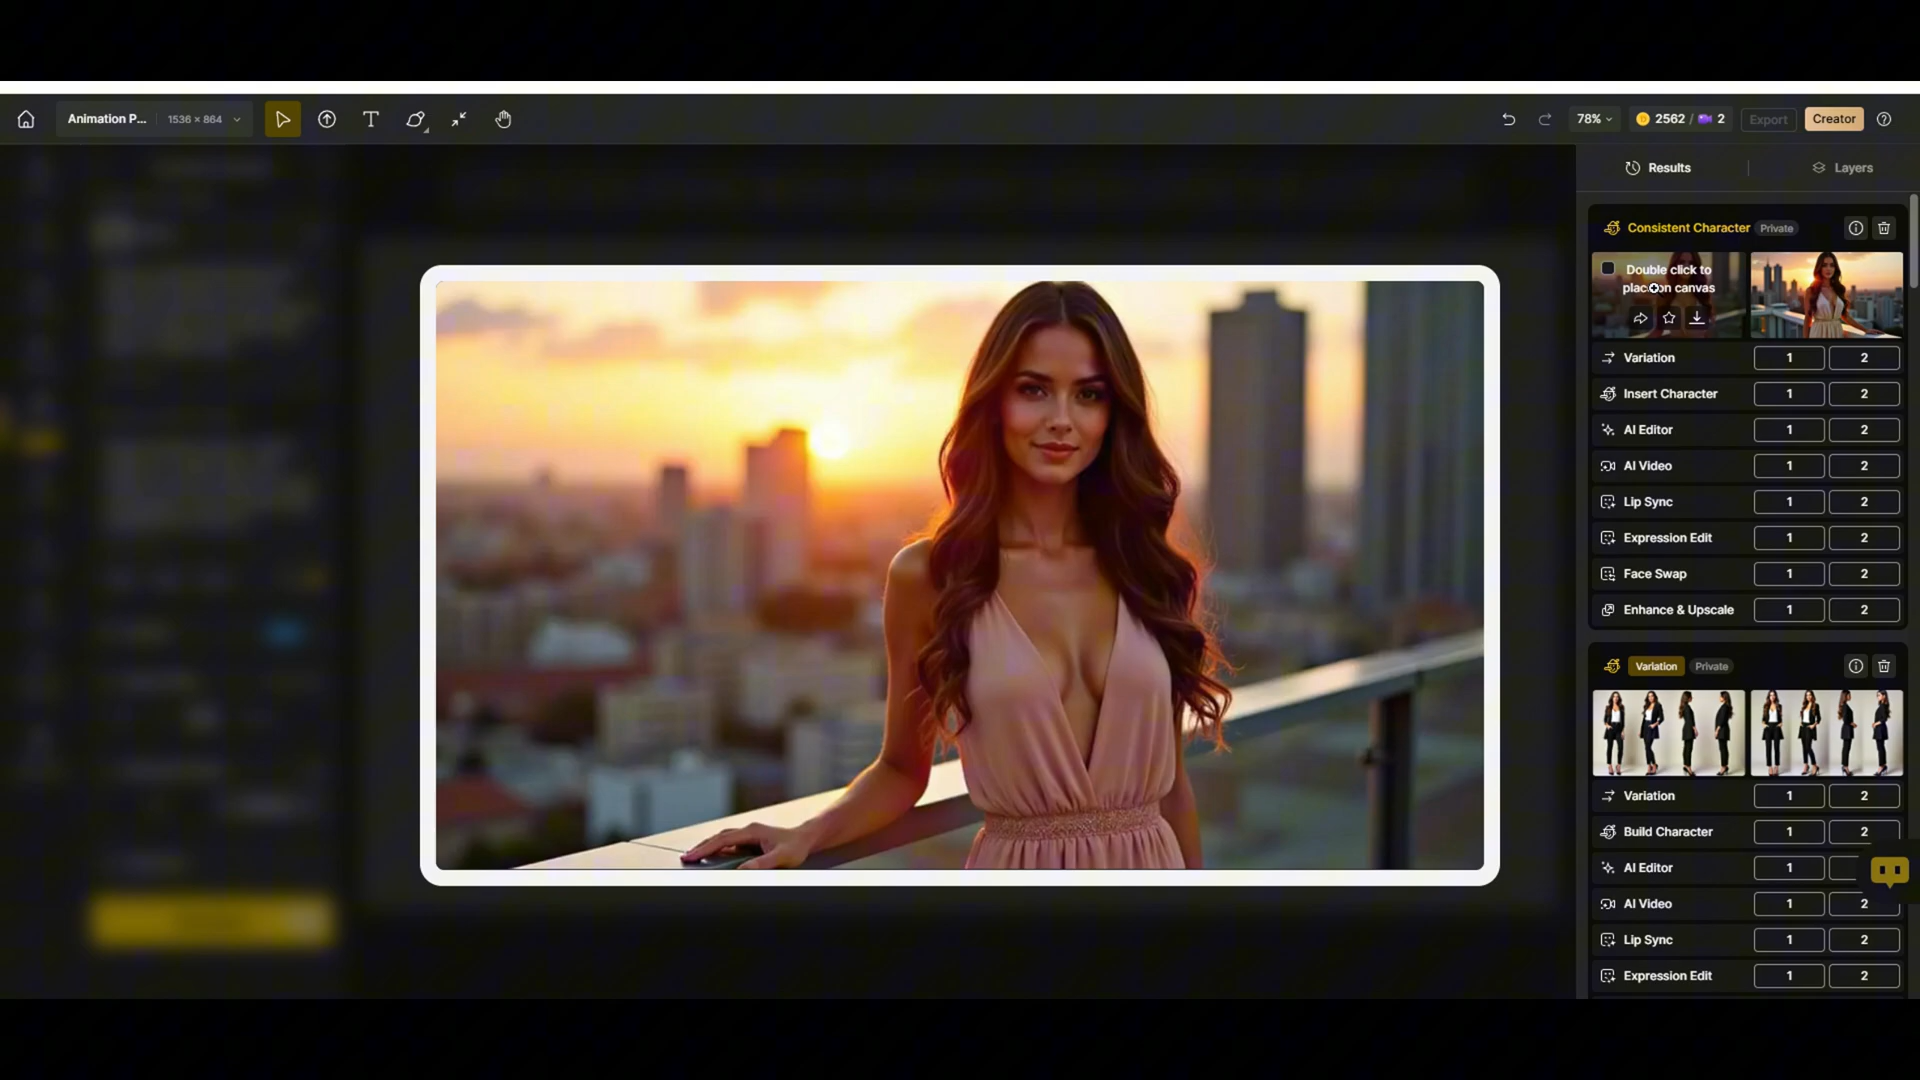 Animation P... 1536 × 864
78% 2562 / 2 Export Creator
Results Layers
Consistent Character Private
Double click to
place on canvas
Variation 1 2
Insert Character 1 2
AI Editor 1 2
AI Video 1 2
Lip Sync 1 2
Expression Edit 1 2
Face Swap 1 2
Enhance & Upscale 1 2
Variation Private
Variation 1 2
Build Character 1 2
AI Editor 1
AI Video 1 2
Lip Sync 1 2
Expression Edit 1 2